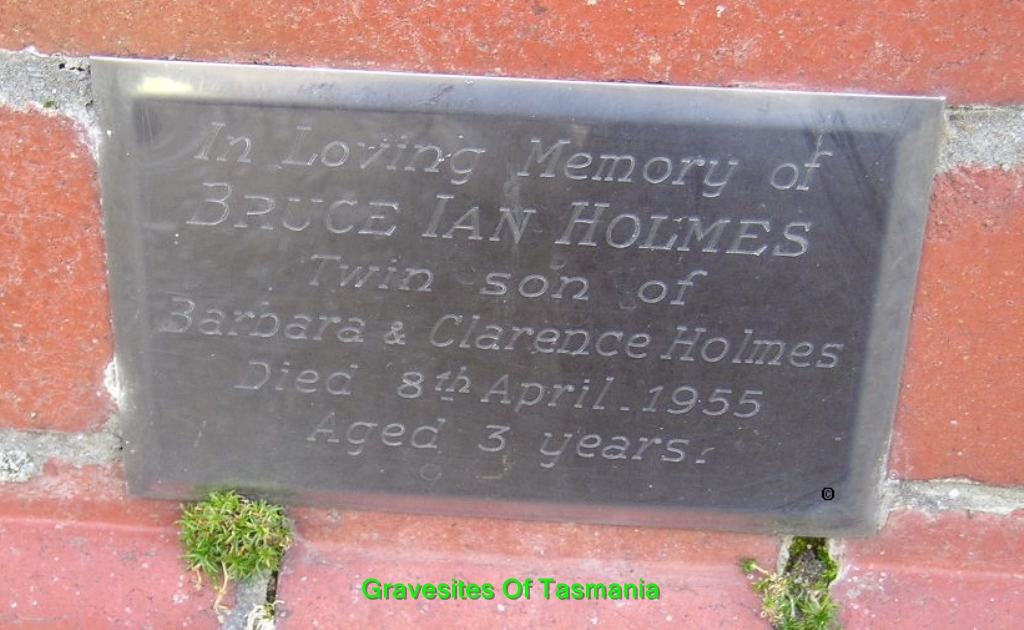 In Loving Memory of
BRUCE IAN HOLMES
Twin son of
Barbara & Clarence Holmes
Died 8th April. 1955
Aged 3 years.
©
Gravesites Of Tasmania